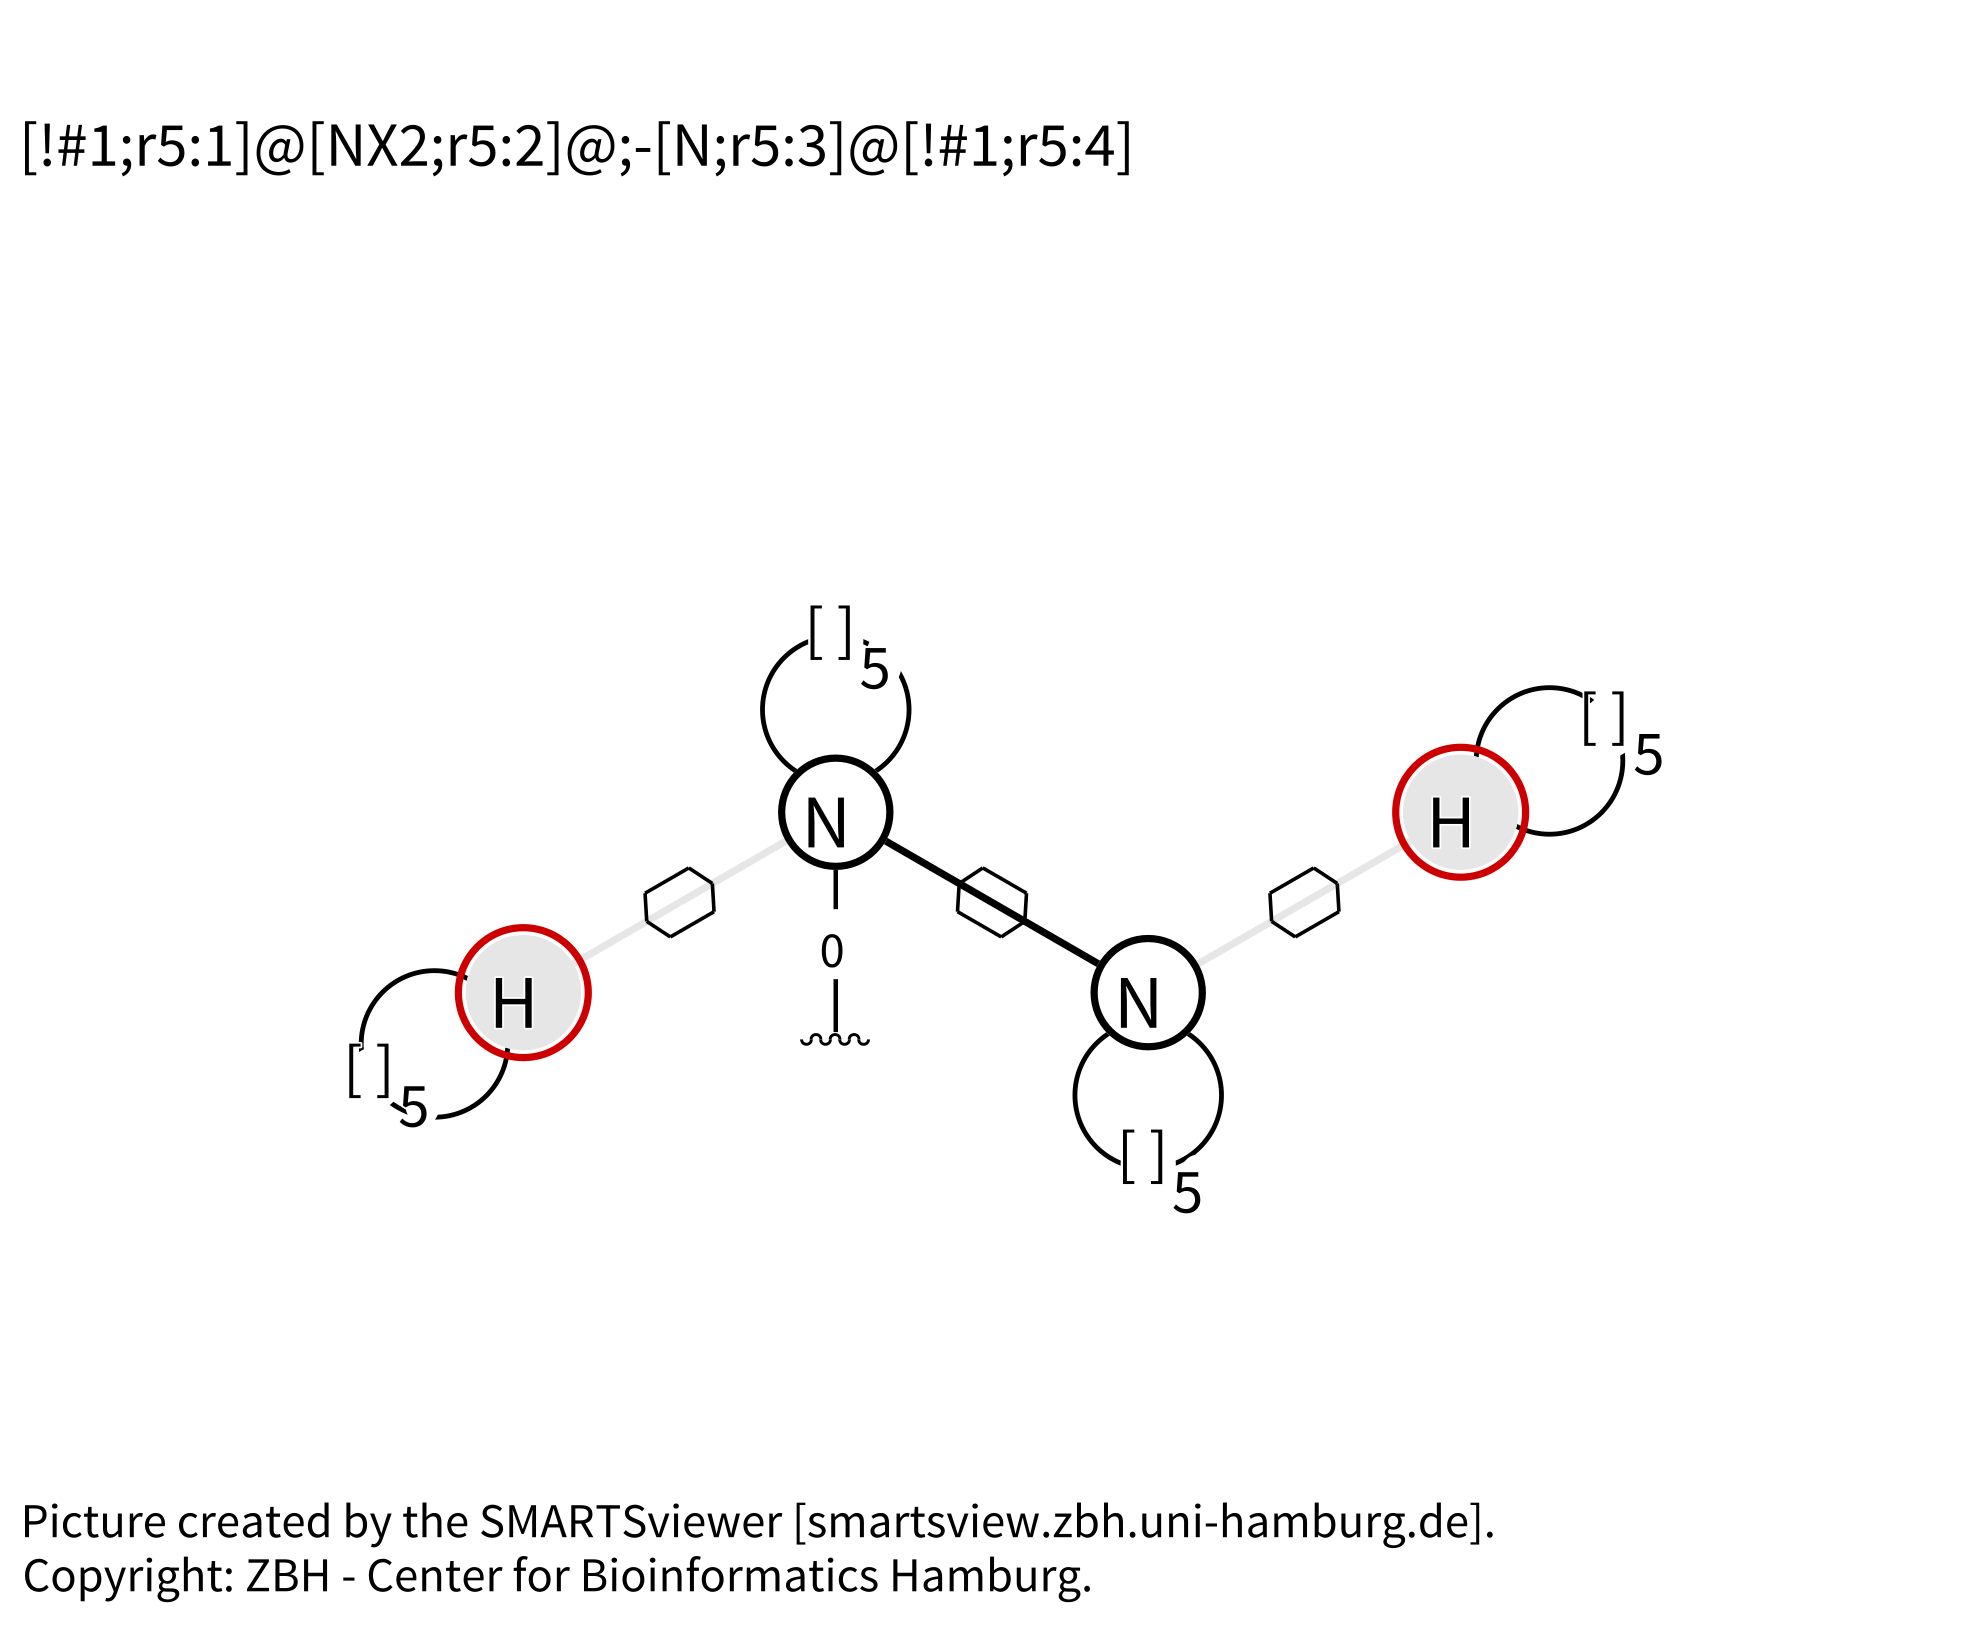 [!#1;r5:1]@[NX2;r5:2]@;-[N;r5:3]@[!#1;r5:4]
[ ]5
[ ]5
N
H
0
N
H
[ ]5
[ ]5
Picture created by the SMARTSviewer [smartsview.zbh.uni-hamburg.de].
Copyright: ZBH - Center for Bioinformatics Hamburg.